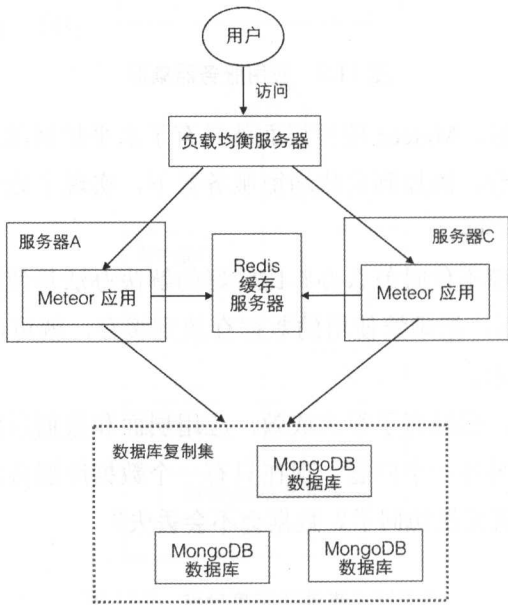 用户
访问
负载均衡服务器
服务器A
服务器C
Meteor 应用
Redis
缓存
服务器
Meteor 应用
数据库复制集
MongoDB
数据库
MongoDB
数据库
MongoDB
数据库